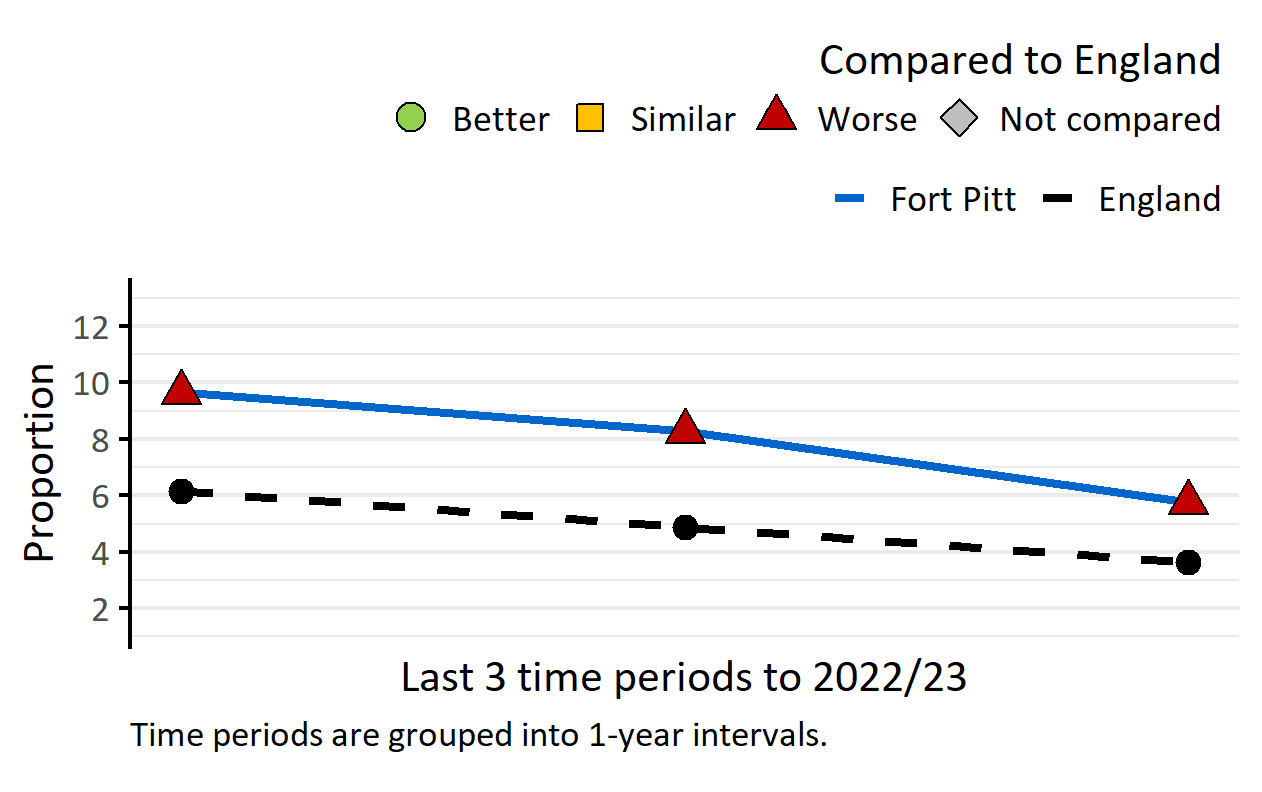 Compared to England
Better Similar Worse Not compared
Fort Pitt England
12
10
8
6
4
2
Proportion
Last 3 time periods to 2022/23
Time periods are grouped into 1-year intervals.